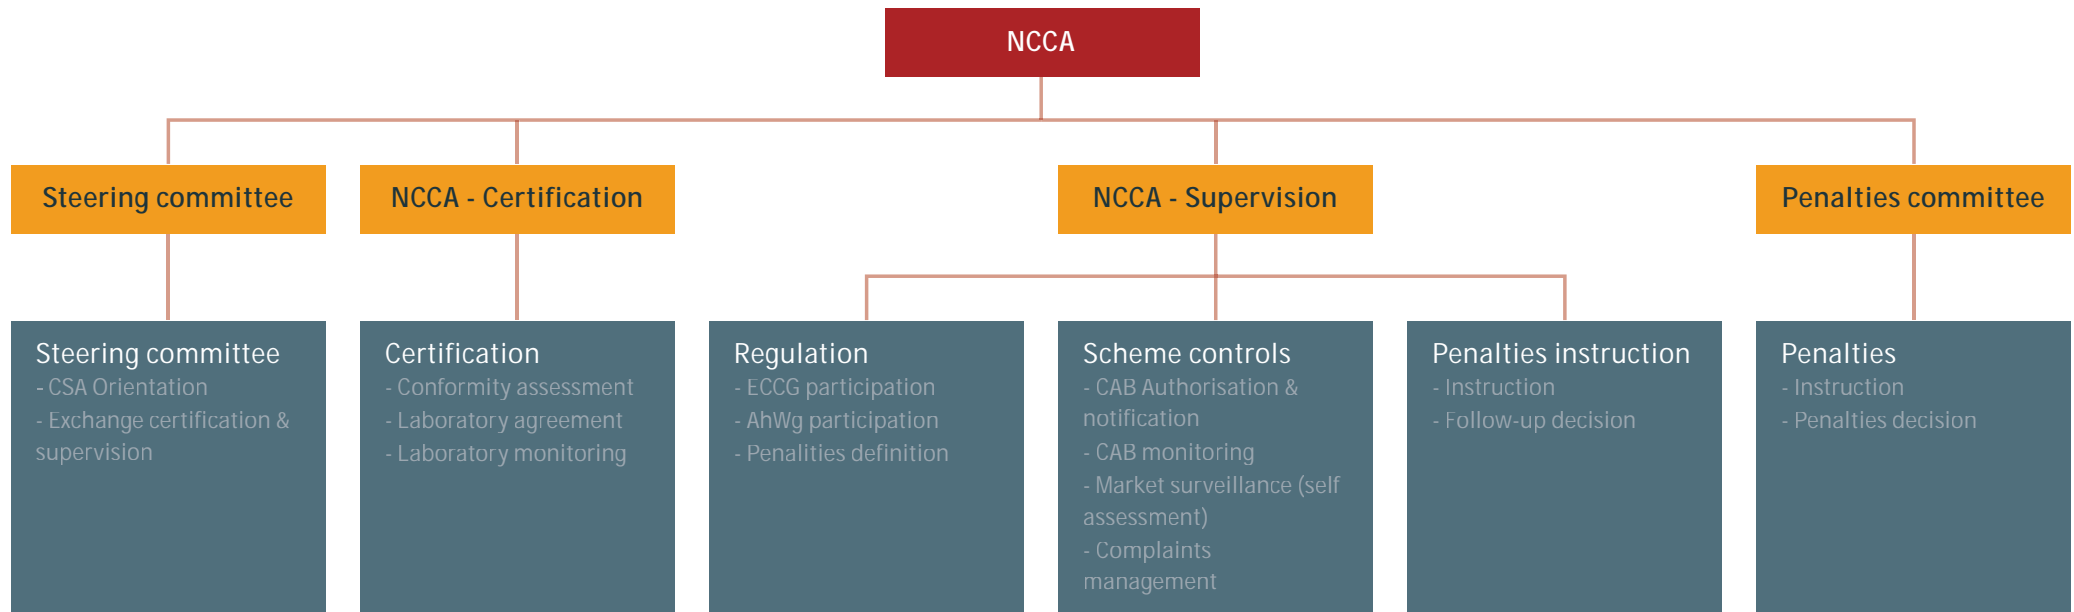 NCCA
Steering committee
NCCA - Certification
NCCA - Supervision
Penalties committee
Steering committee
- CSA Orientation
- Exchange certification &
supervision
Certification
- Conformity assessment
- Laboratory agreement
- Laboratory monitoring
Regulation
- ECCG participation
- AhWg participation
- Penalities definition
Scheme controls
- CAB Authorisation &
notification
- CAB monitoring
- Market surveillance (self
assessment)
- Complaints
management
Penalties instruction
- Instruction
- Follow-up decision
Penalties
- Instruction
- Penalties decision